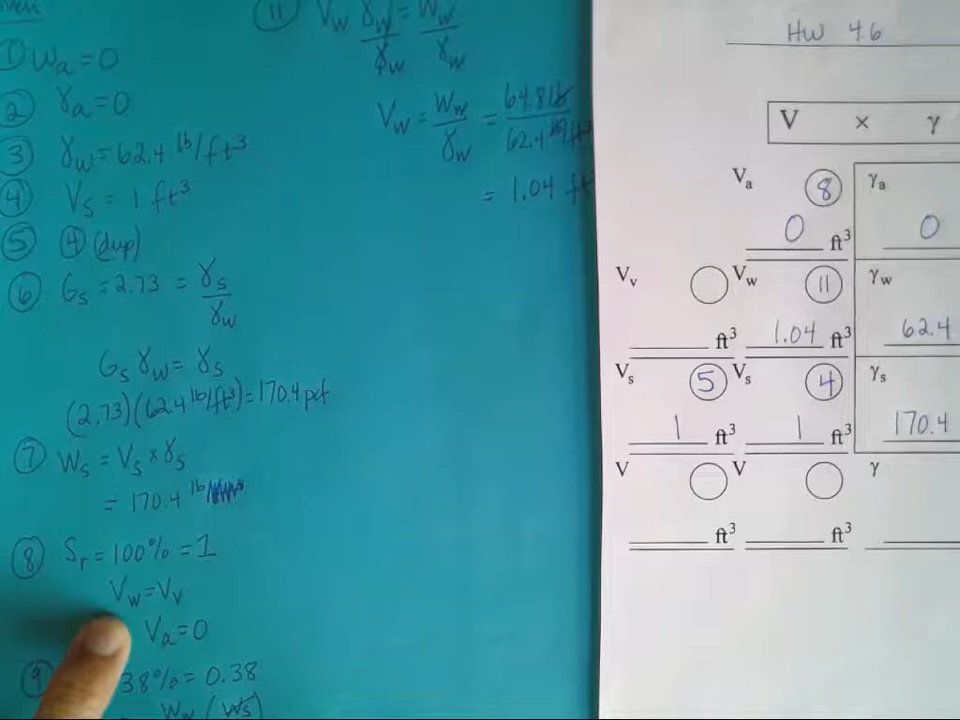 ① Wa = 0
② γa = 0
③ γw = 62.4 lb/ft³
④ Vs = 1 ft³
⑤ ④ (dup)
⑥ Gs = 2.73 = γs/γw
Gs γw = γs
(2.73)(62.4 lb/ft³) = 170.4 pcf
⑦ Ws = Vs × γs
= 170.4 lb
⑧ Sr = 100% = 1
Vw = Vv
Va = 0
⑨ 38% = 0.38
Ww (Ws)
⑪ Vw γw/γw = Ww/γw
Vw = Ww/γw = 64.8 lb/62.4 lb/ft³
= 1.04 ft
HW 4.6
V × γ
Va ⑧ γa
0 ft³ 0
Vv Vw ⑪ γw
ft³ 1.04 ft³ 62.4
Vs ⑤ Vs ④ γs
1 ft³ 1 ft³ 170.4
V V γ
ft³ ft³